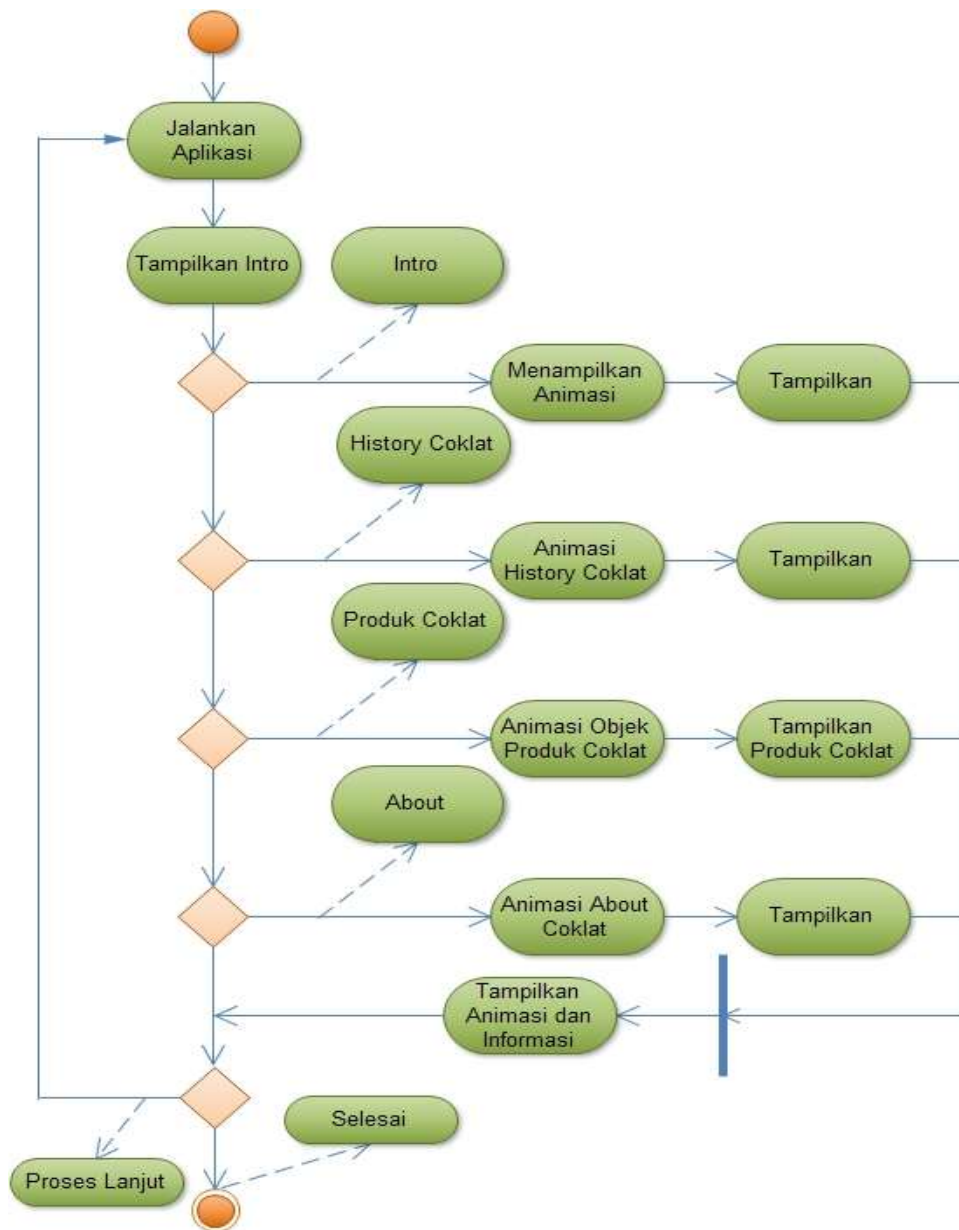 Jalankan
Aplikasi
Tampilkan Intro
Intro
Menampilkan
Animasi
Tampilkan
History Coklat
Animasi
History Coklat
Tampilkan
Produk Coklat
Animasi Objek
Produk Coklat
Tampilkan
Produk Coklat
About
Animasi About
Coklat
Tampilkan
Tampilkan
Animasi dan
Informasi
Selesai
Proses Lanjut